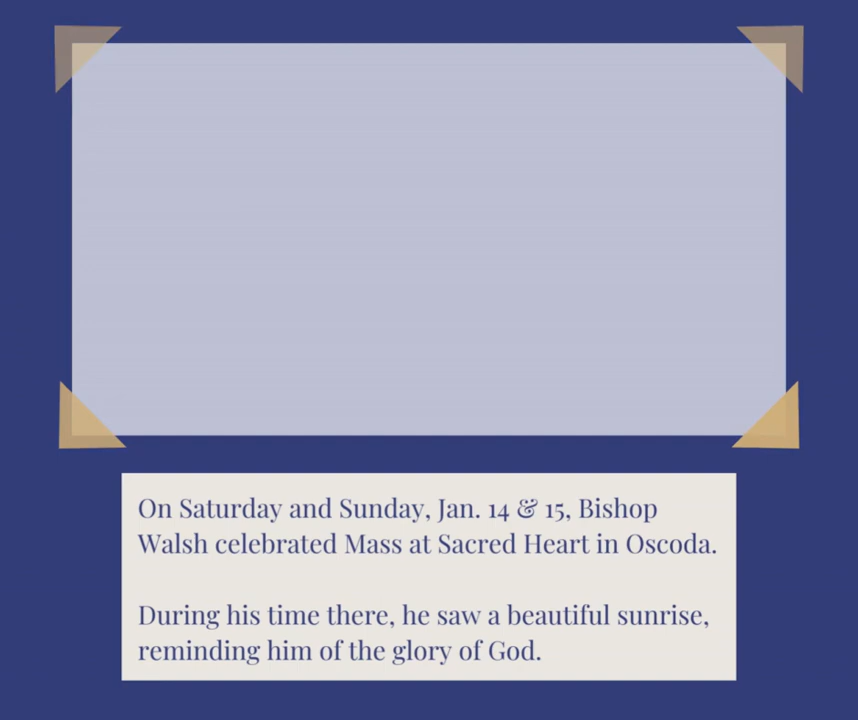 On Saturday and Sunday, Jan. 14 & 15, Bishop
Walsh celebrated Mass at Sacred Heart in Oscoda.
During his time there, he saw a beautiful sunrise,
reminding him of the glory of God.